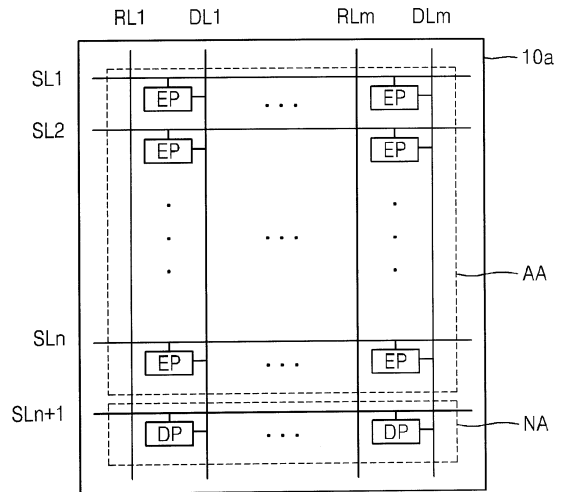 RL1 DL1 RLm DLm
10a
SL1
EP ... EP
SL2
EP EP
...
AA
SLn
EP ... EP
SLn+1
DP ... DP
NA